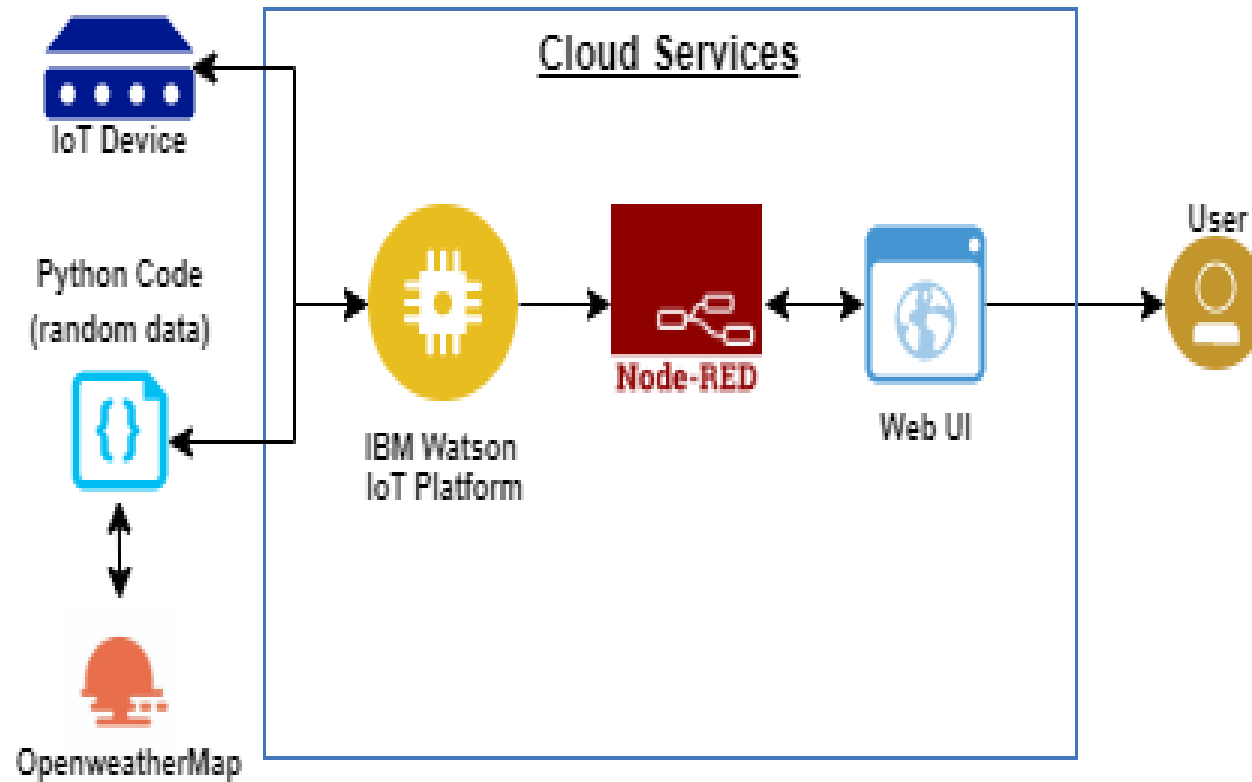 Cloud Services
IoT Device
User
Python Code
(random data)
Node-RED
Web UI
IBM Watson
IoT Platform
OpenweatherMap